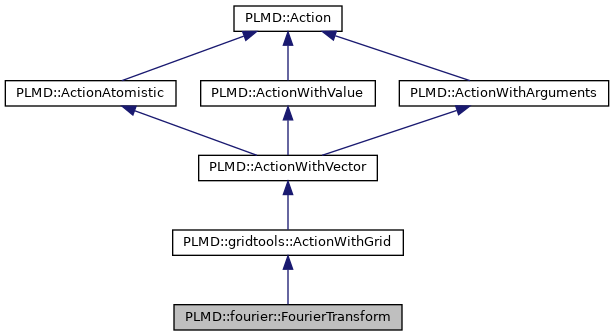 PLMD::Action
PLMD::ActionAtomistic
PLMD::ActionWithValue
PLMD::ActionWithArguments
PLMD::ActionWithVector
PLMD::gridtools::ActionWithGrid
PLMD::fourier::FourierTransform